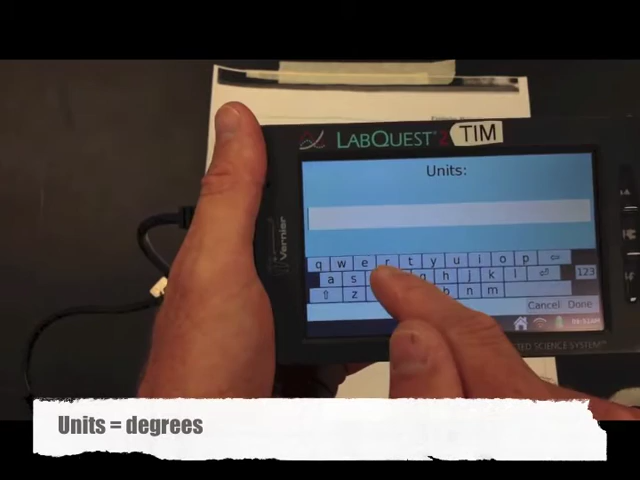 LABQUEST 2 TIM
Units:
Vernier
q w e r t y u i o p
a s g h j k l 123
z b n m
Cancel Done
Units = degrees